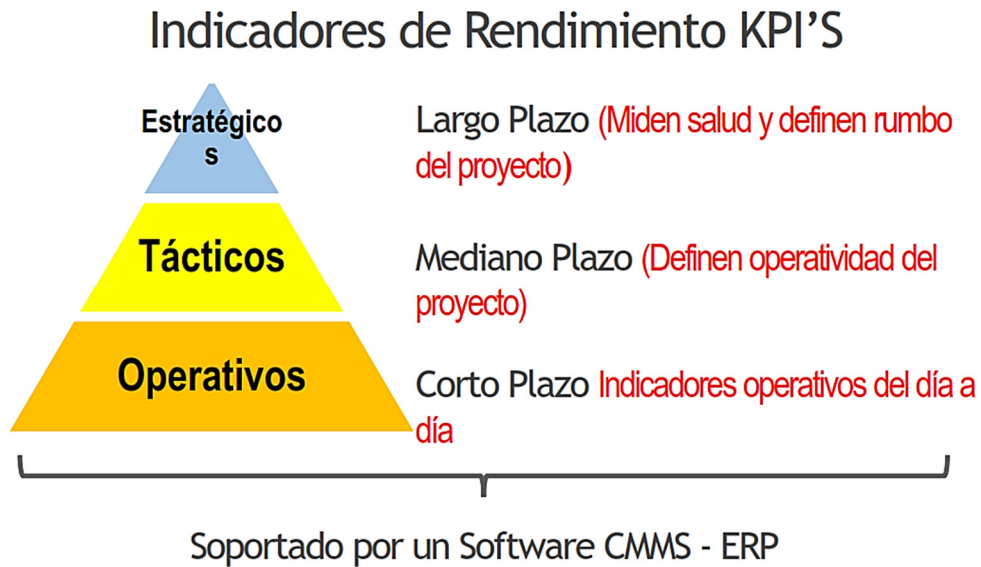 Indicadores de Rendimiento KPI’S
Estratégico
s
Largo Plazo (Miden salud y definen rumbo
del proyecto)
Tácticos
Mediano Plazo (Definen operatividad del
proyecto)
Operativos
Corto Plazo Indicadores operativos del día a
día
Soportado por un Software CMMS - ERP